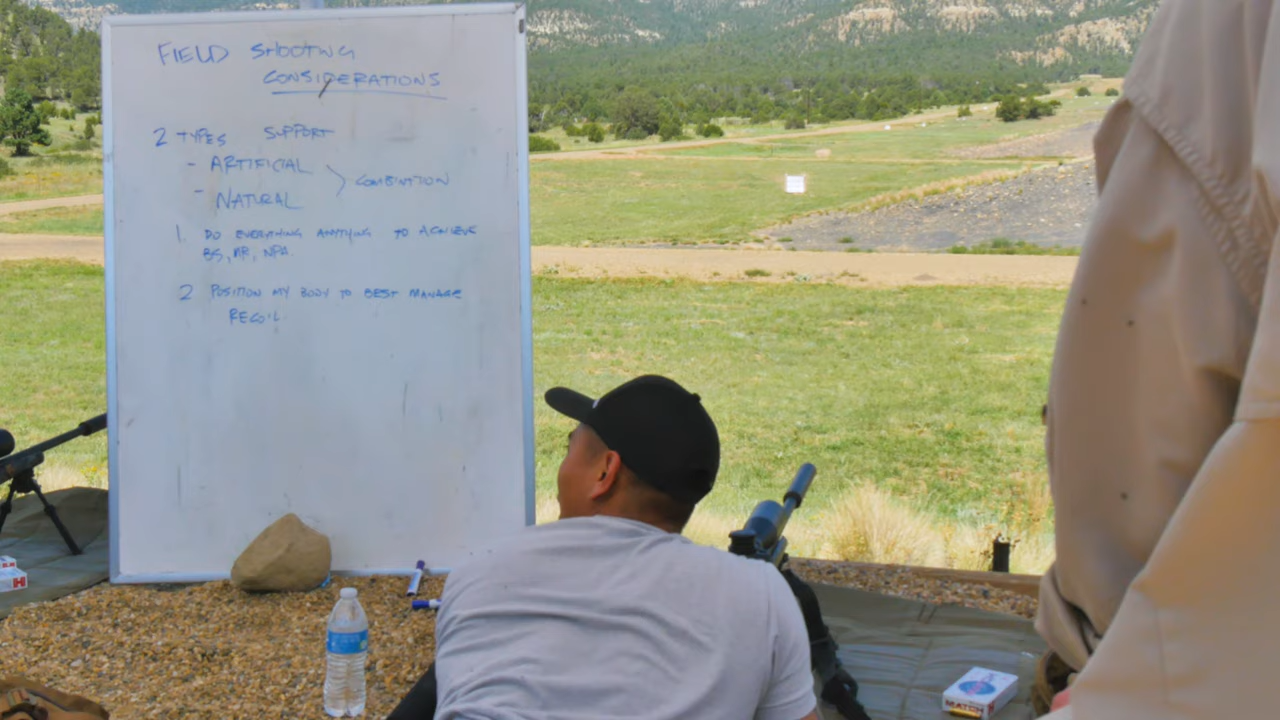 FIELD SHOOTING
CONSIDERATIONS
2 TYPES SUPPORT
- ARTIFICIAL
- NATURAL
> COMBINATION
1. DO EVERYTHING ANYTHING TO ACHIEVE
BS, NPA.
2 POSITION MY BODY TO BEST MANAGE
RECOIL.
H
MATCH